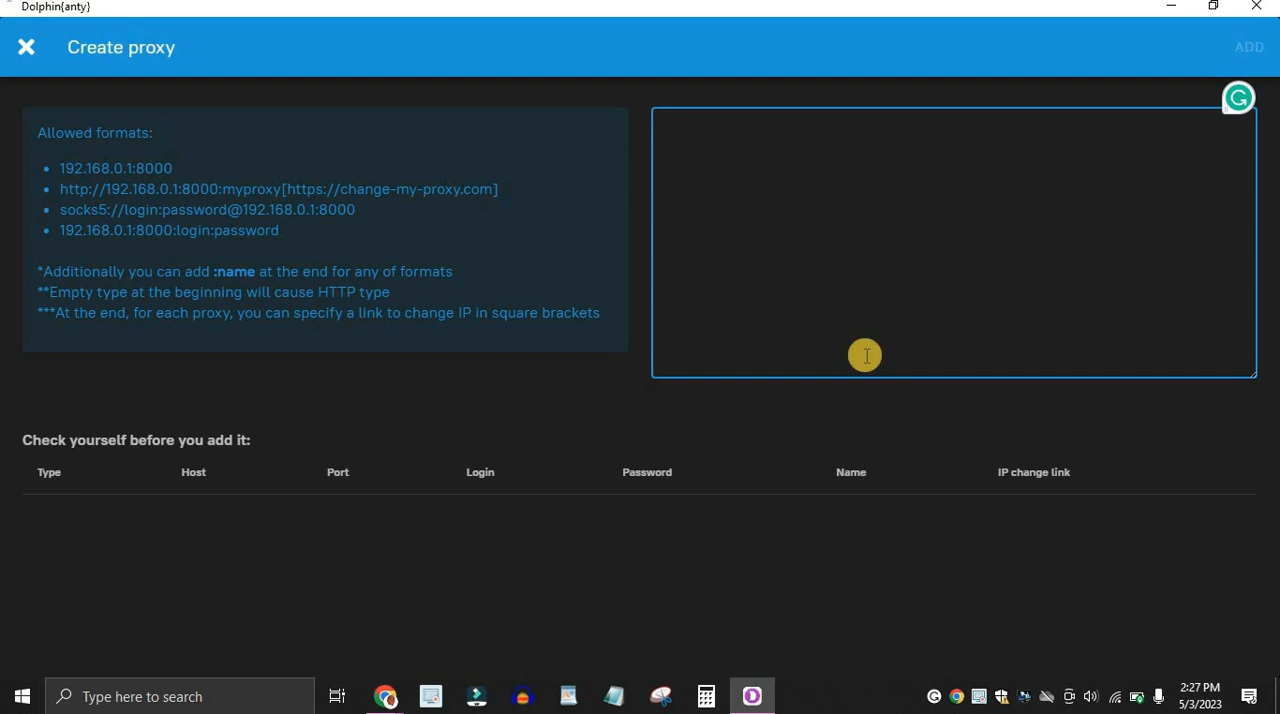 Dolphin{anty}
Create proxy
ADD
Allowed formats:
192.168.0.1:8000
http://192.168.0.1:8000:myproxy[https://change-my-proxy.com]
socks5://login:password@192.168.0.1:8000
192.168.0.1:8000:login:password
*Additionally you can add :name at the end for any of formats
**Empty type at the beginning will cause HTTP type
***At the end, for each proxy, you can specify a link to change IP in square brackets
Check yourself before you add it:
Type Host Port Login Password Name IP change link
Type here to search
2:27 PM
5/3/2023